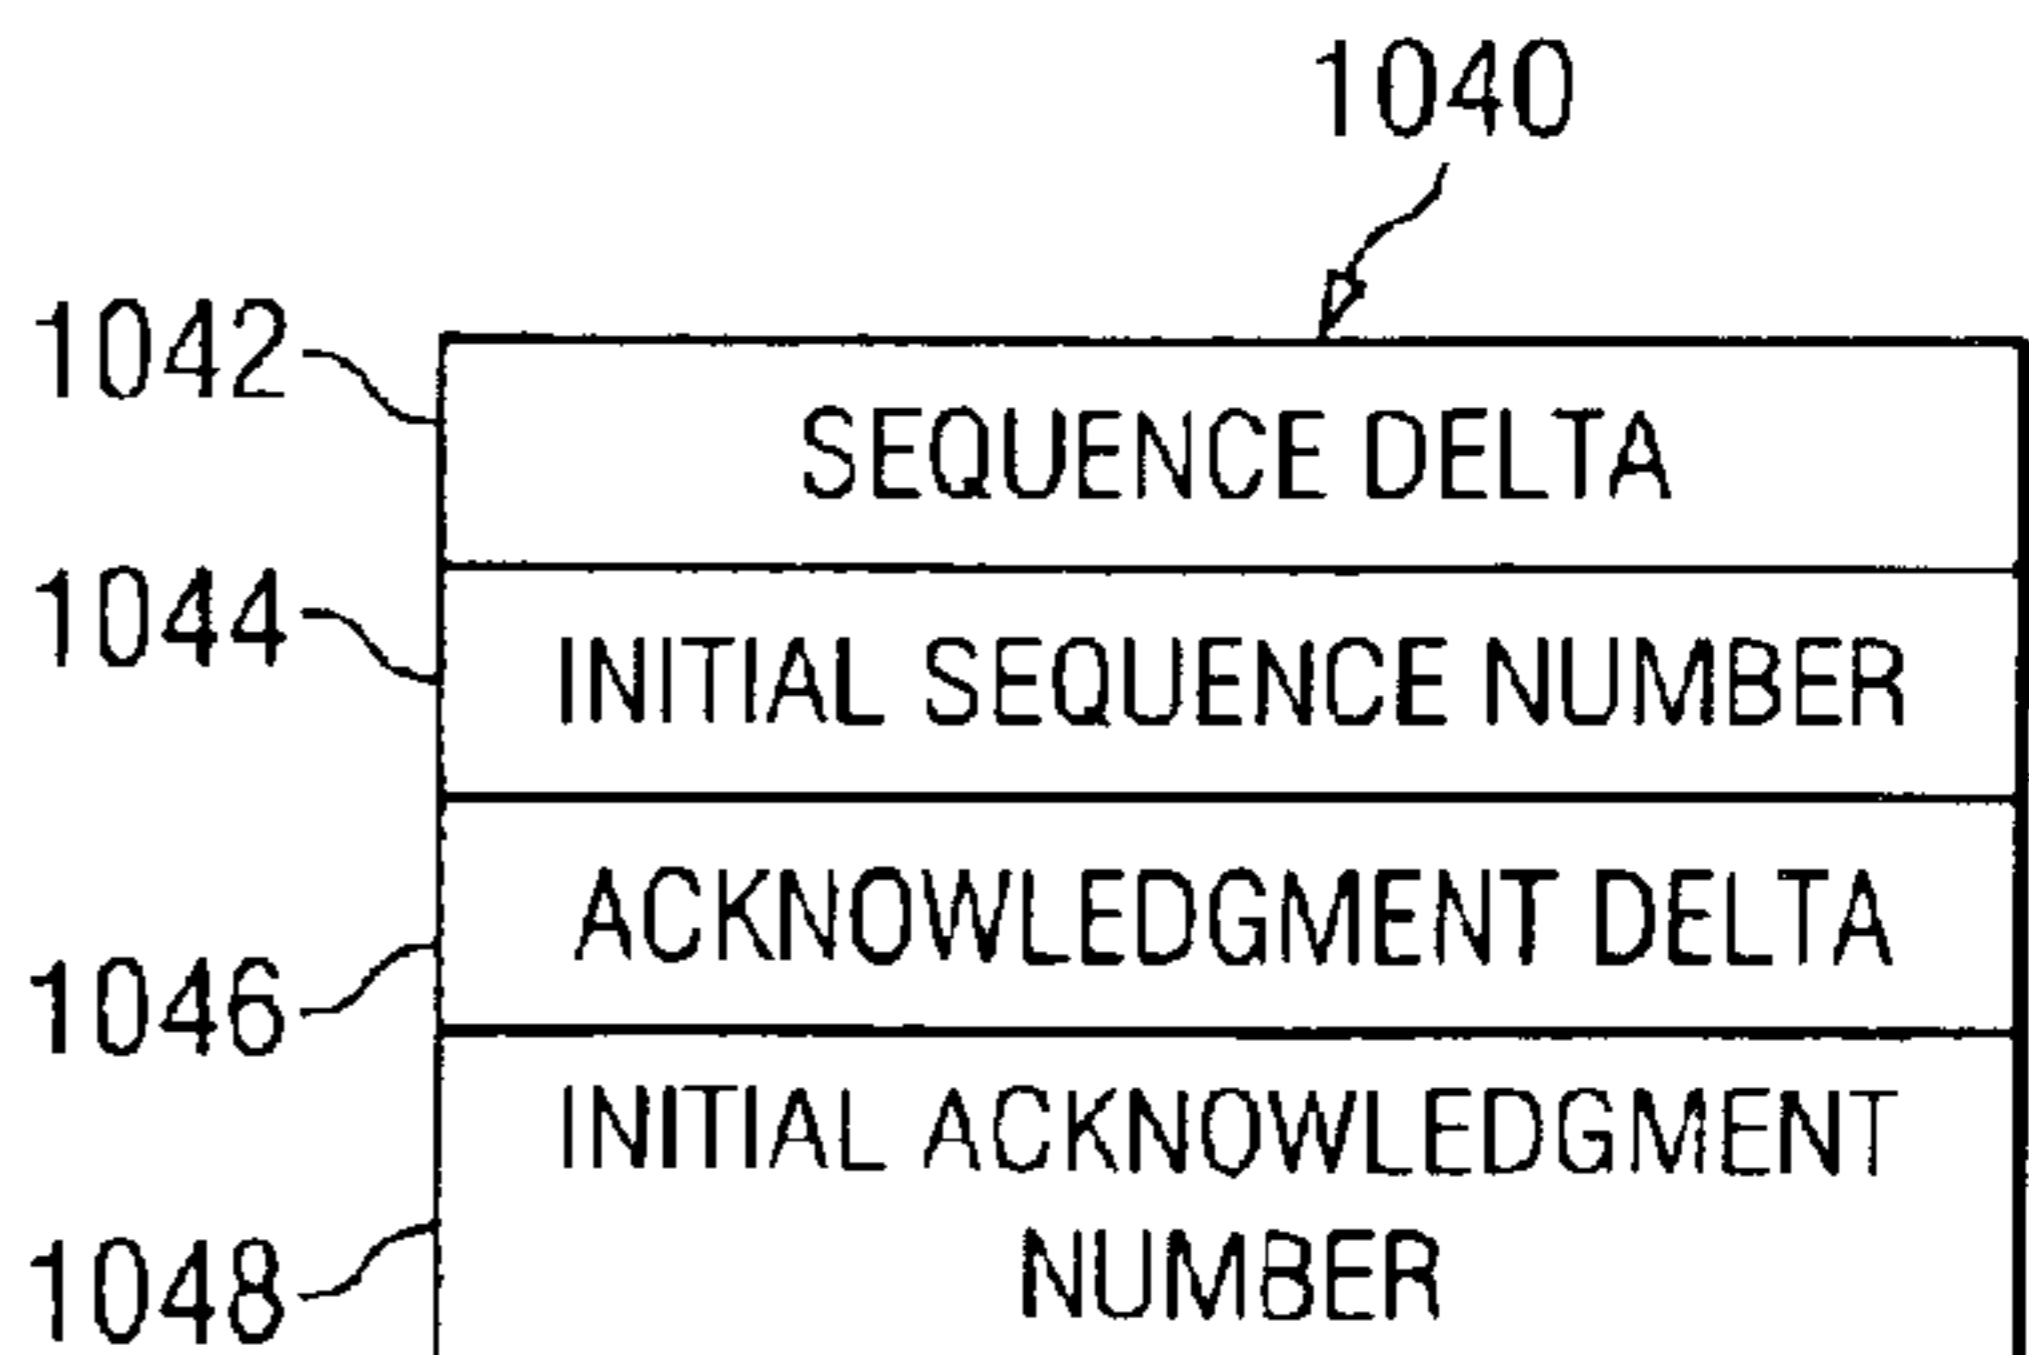 1040
1042
SEQUENCE DELTA
1044
INITIAL SEQUENCE NUMBER
ACKNOWLEDGMENT DELTA
1046
INITIAL ACKNOWLEDGMENT
NUMBER
1048